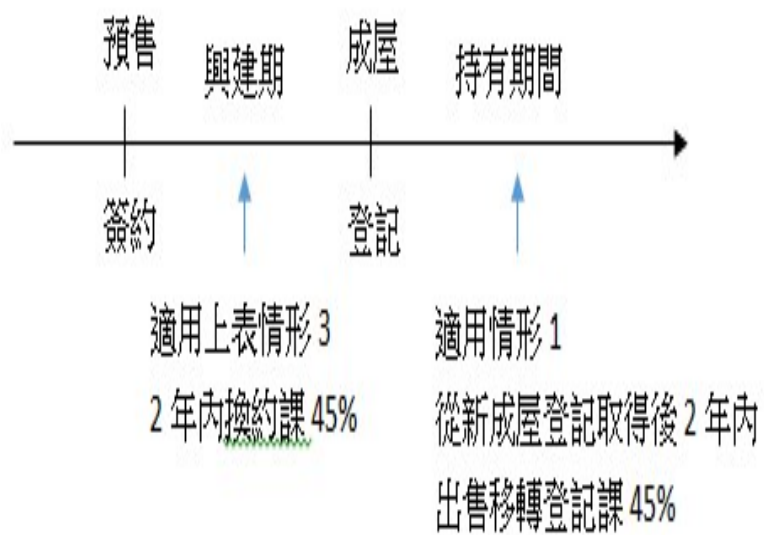 預售
興建期
成屋
持有期間
簽約
登記
適用上表情形 3
2 年內換約課 45%
適用情形 1
從新成屋登記取得後 2 年內
出售移轉登記課 45%